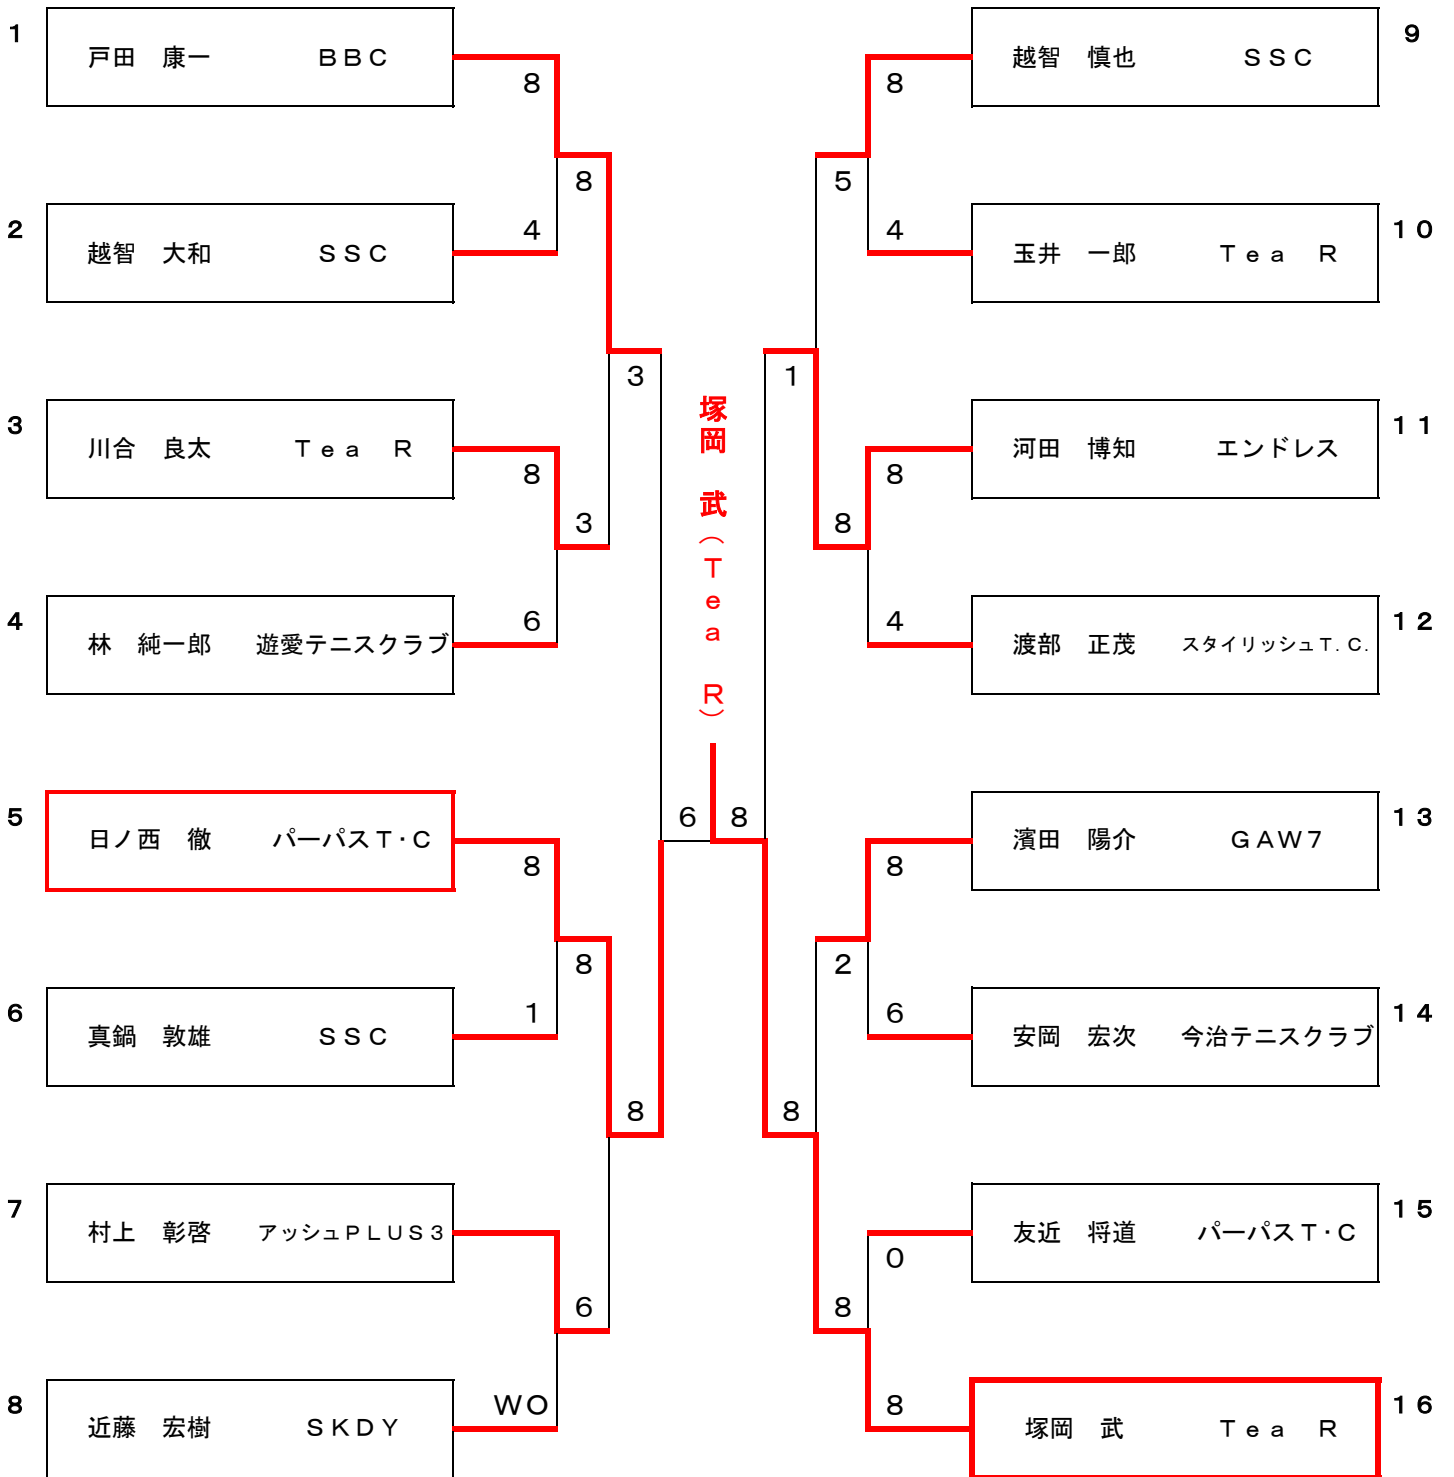 1 戸田 康一 ＢＢＣ
8
8
2 越智 大和 ＳＳＣ
4
3
3 川合 良太 Ｔｅａ Ｒ
8
3
4 林 純一郎 遊愛テニスクラブ
6
5 日ノ西 徹 パーパスＴ・Ｃ
8
8
6 真鍋 敦雄 ＳＳＣ
1
8
7 村上 彰啓 アッシュＰＬＵＳ３
6
8 近藤 宏樹 ＳＫＤＹ
ＷＯ
塚岡 武（Ｔｅａ Ｒ）
6 8
越智 慎也 ＳＳＣ 9
8
5
玉井 一郎 Ｔｅａ Ｒ 10
4
1
河田 博知 エンドレス 11
8
8
渡部 正茂 スタイリッシュＴ．Ｃ． 12
4
濱田 陽介 ＧＡＷ７ 13
8
2
安岡 宏次 今治テニスクラブ 14
6
8
友近 将道 パーパスＴ・Ｃ 15
0
8
塚岡 武 Ｔｅａ Ｒ 16
8